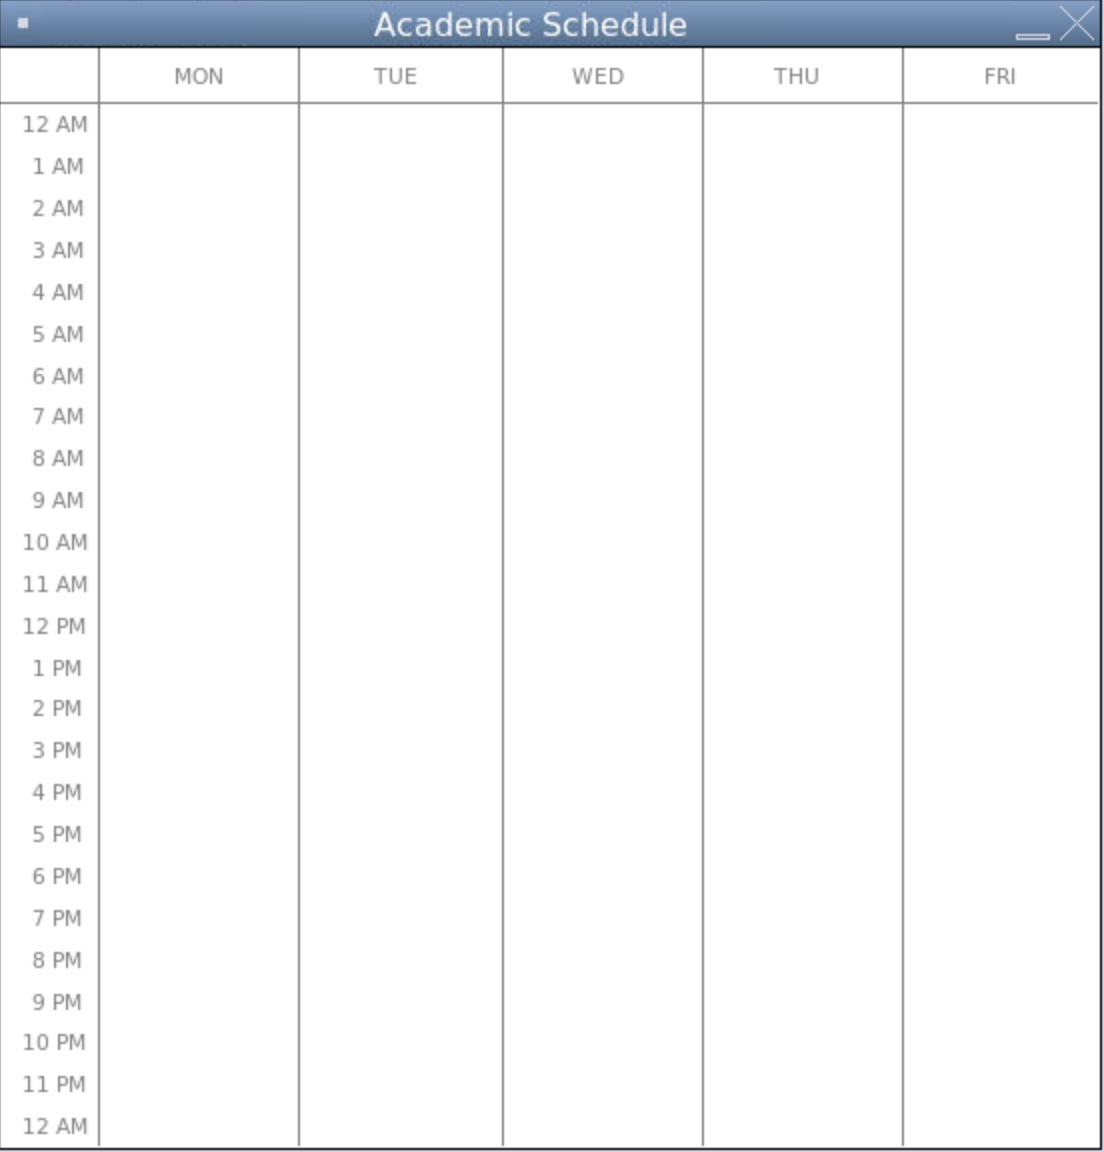 Academic Schedule
MON TUE WED THU FRI
12 AM
1 AM
2 AM
3 AM
4 AM
5 AM
6 AM
7 AM
8 AM
9 AM
10 AM
11 AM
12 PM
1 PM
2 PM
3 PM
4 PM
5 PM
6 PM
7 PM
8 PM
9 PM
10 PM
11 PM
12 AM